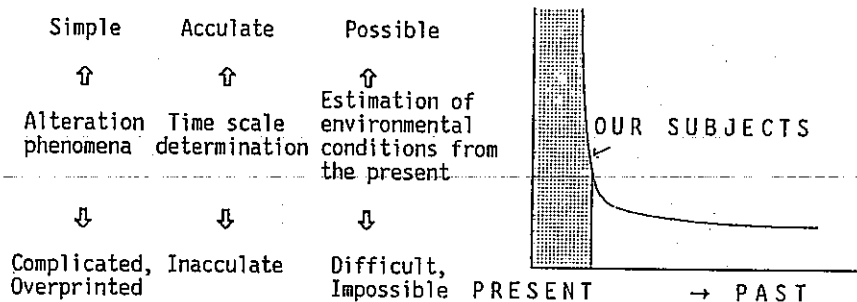 Simple Acculate Possible
⇧ ⇧ ⇧
Alteration phenomena
Time scale determination
Estimation of environmental conditions from the present
OUR SUBJECTS
⇩ ⇩ ⇩
Complicated, Overprinted
Inacculate
Difficult, Impossible
PRESENT → PAST